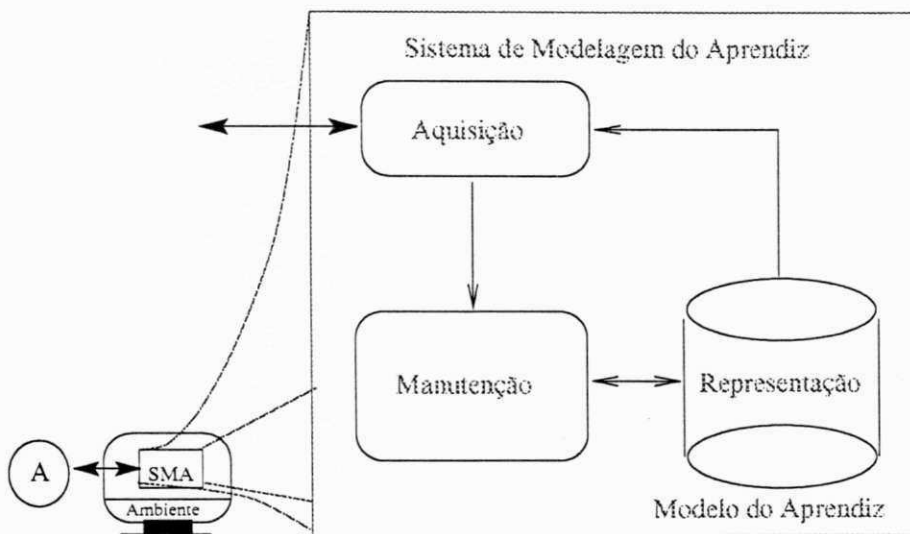 Sistema de Modelagem do Aprendiz
Aquisição
Manutenção
Representação
A
SMA
Ambiente
Modelo do Aprendiz